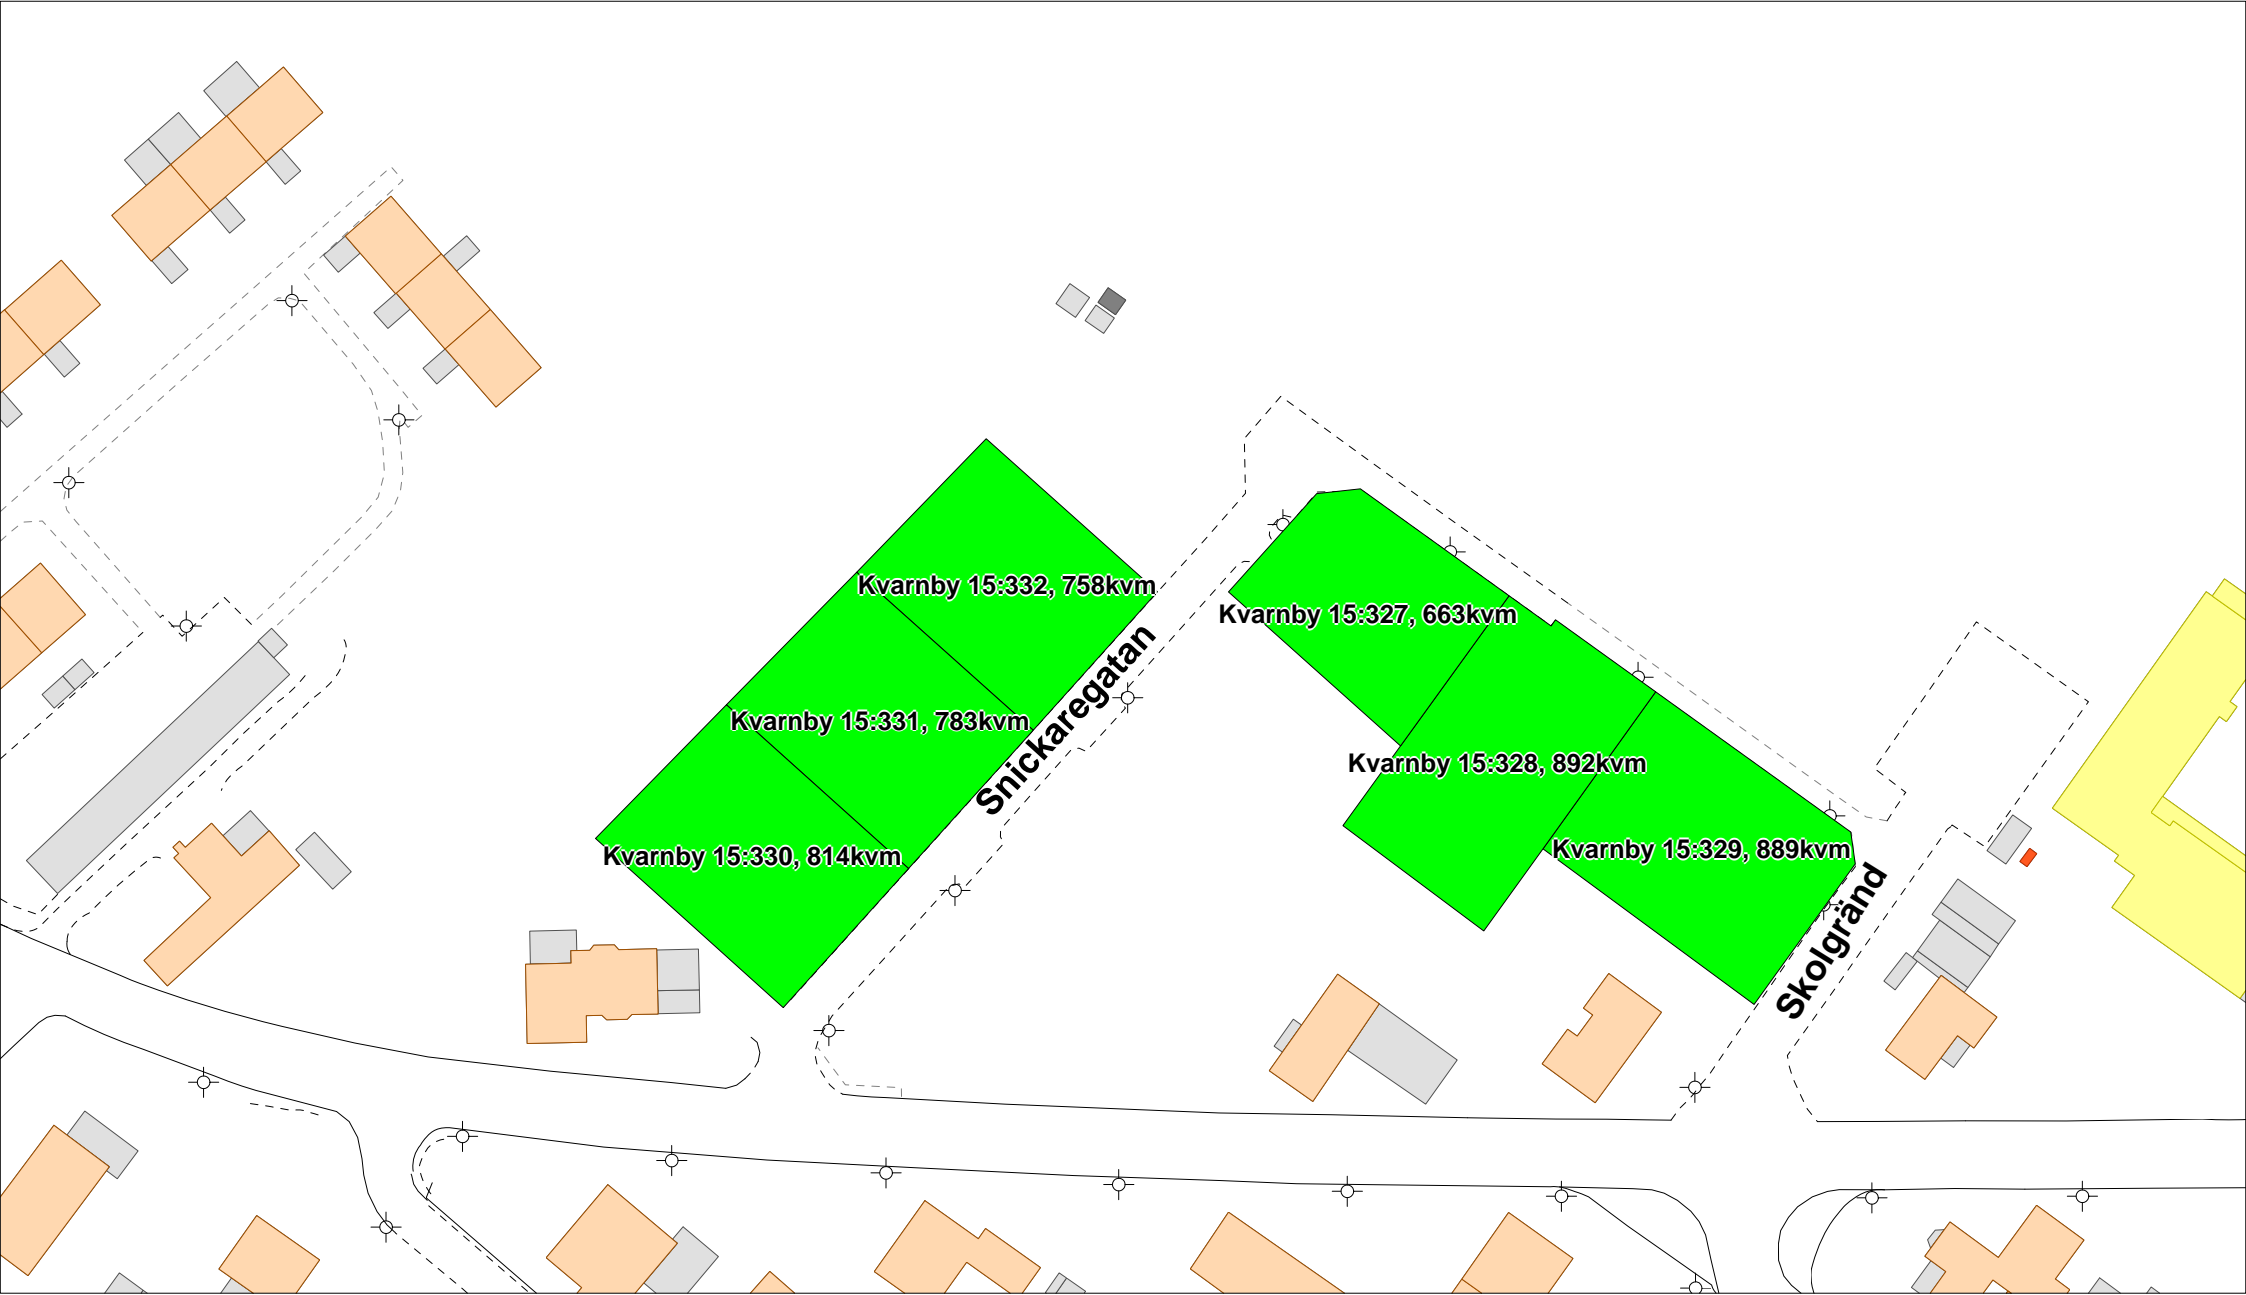 Kvarnby 15:332, 758kvm
Kvarnby 15:327, 663kvm
Snickaregatan
Kvarnby 15:331, 783kvm
Kvarnby 15:328, 892kvm
Kvarnby 15:330, 814kvm
Kvarnby 15:329, 889kvm
Skolgränd